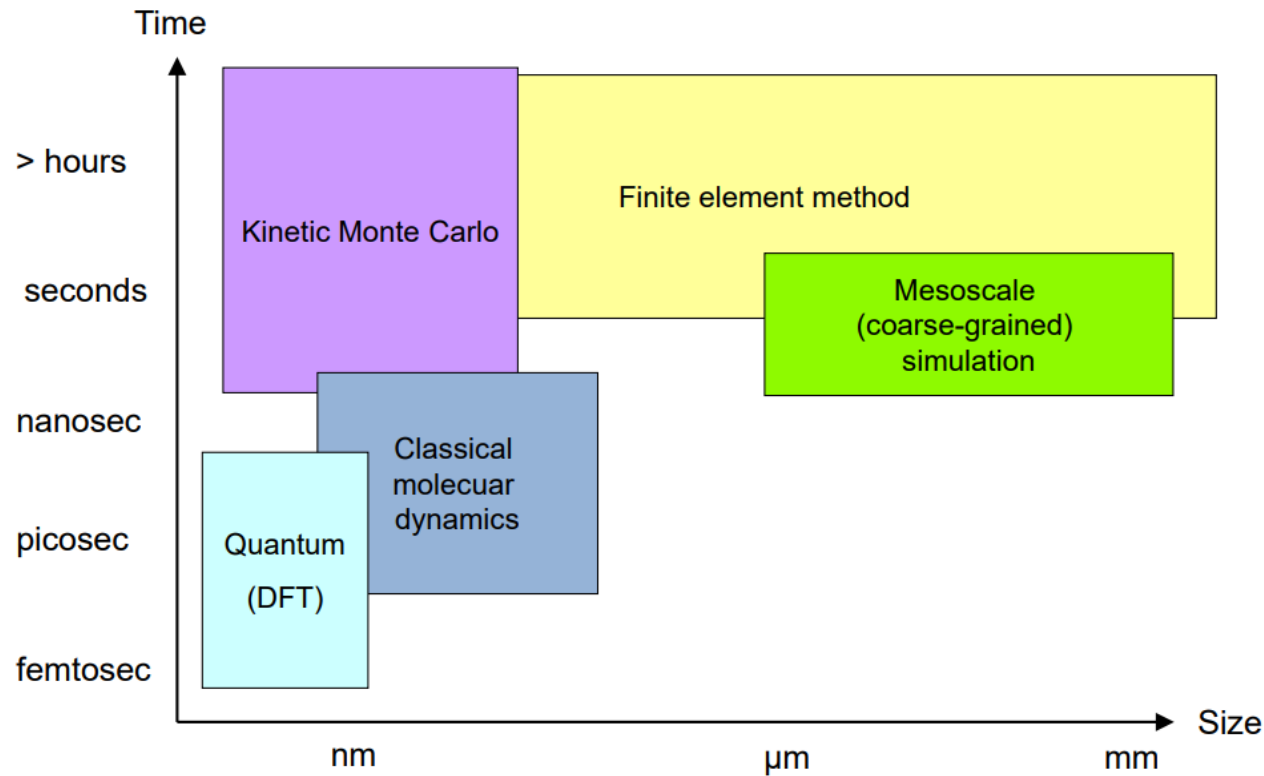 Time
> hours
seconds
nanosec
picosec
femtosec
Kinetic Monte Carlo
Finite element method
Mesoscale
(coarse-grained)
simulation
Classical
molecuar
dynamics
Quantum
(DFT)
Size
nm
µm
mm